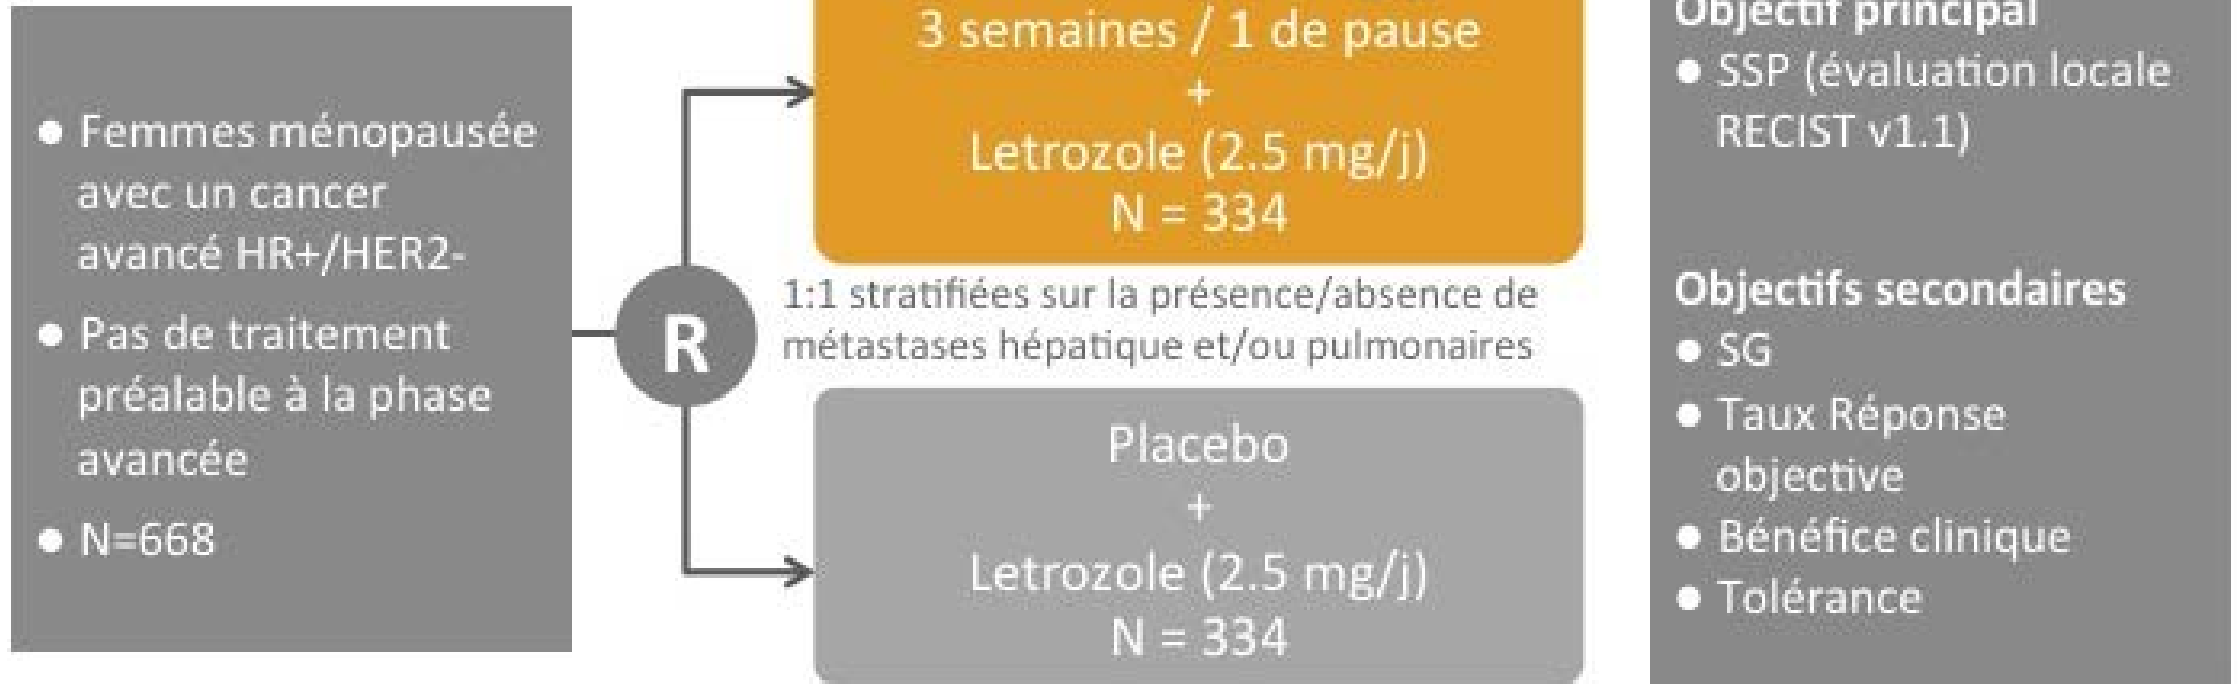 Femmes ménopausée
avec un cancer
avancé HR+/HER2-
Pas de traitement
préalable à la phase
avancée
N=668
R
3 semaines / 1 de pause
+
Letrozole (2.5 mg/j)
N = 334
1:1 stratifiées sur la présence/absence de
métastases hépatique et/ou pulmonaires
Placebo
+
Letrozole (2.5 mg/j)
N = 334
Objectif principal
SSP (évaluation locale
RECIST v1.1)
Objectifs secondaires
SG
Taux Réponse
objective
Bénéfice clinique
Tolérance